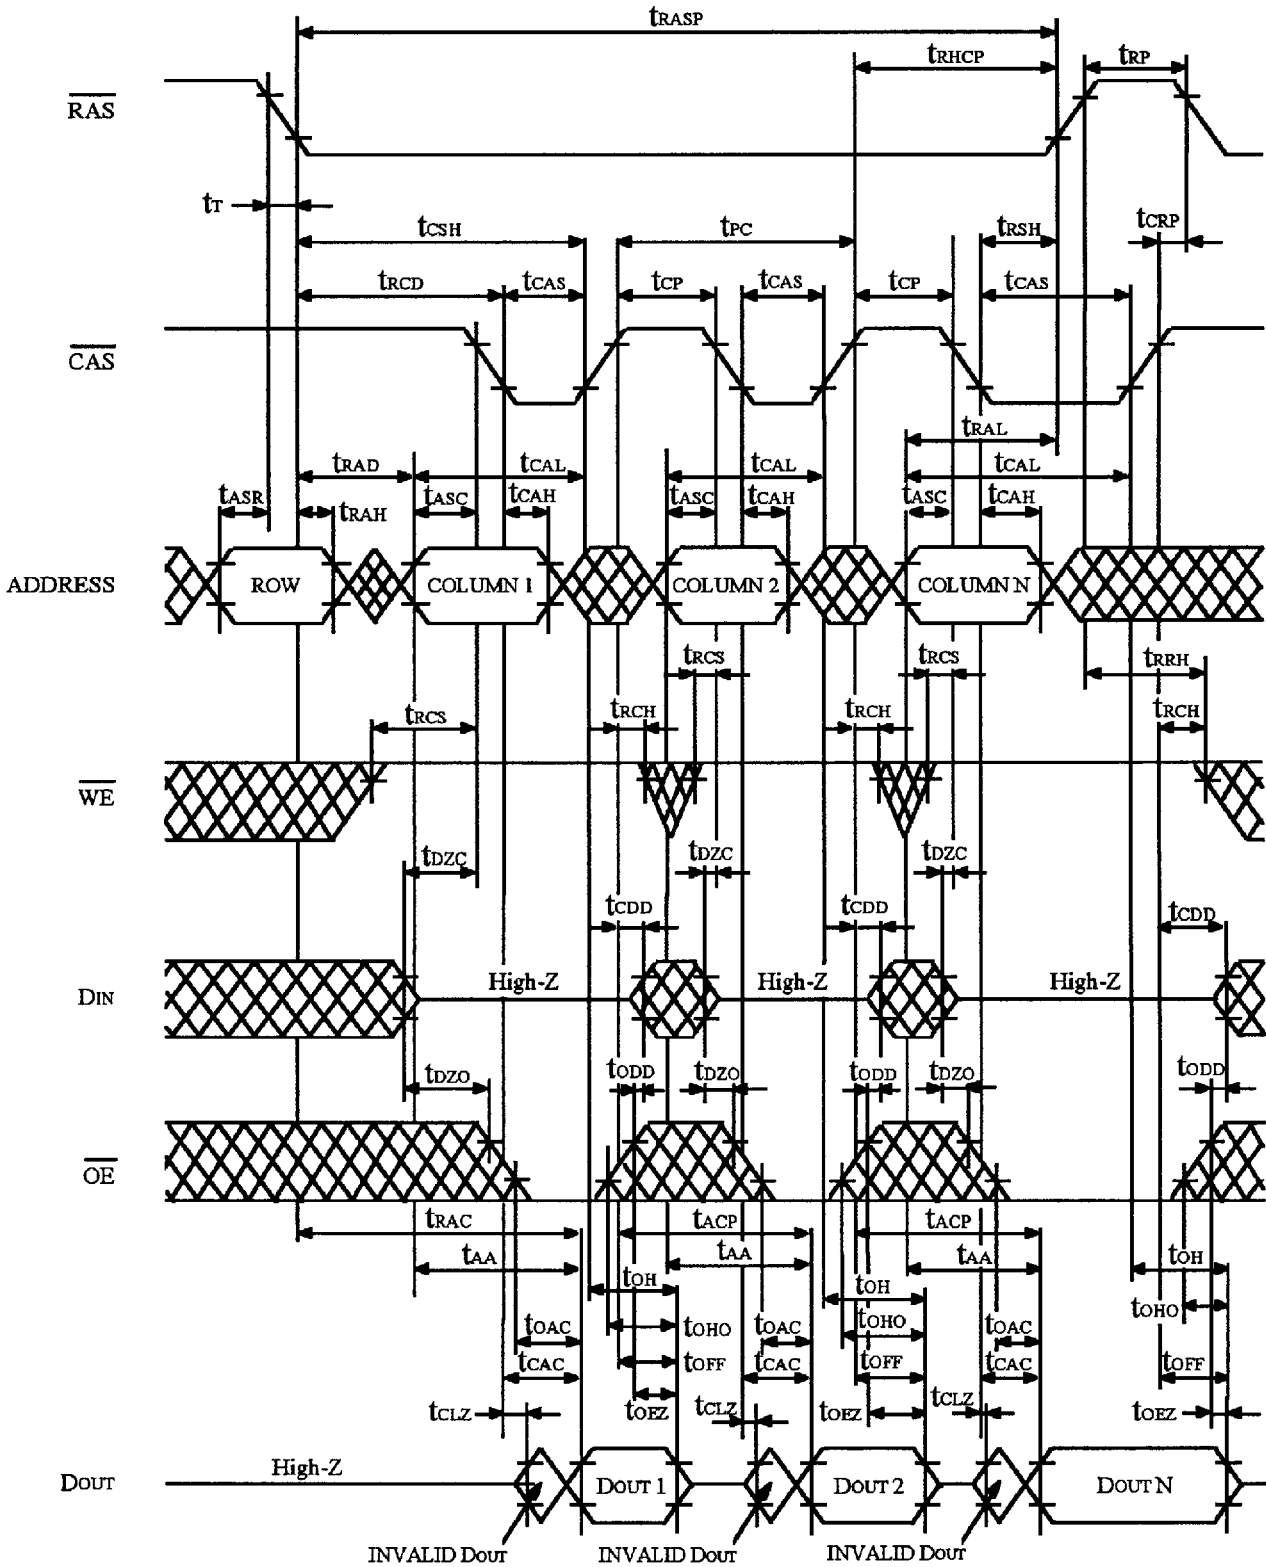 tRASP
tRHCP
tRP
RAS
tT
tCSH
tPC
tRSH
tCRP
tRCD
tCAS
tCP
tCAS
tCP
tCAS
CAS
tRAL
tRAD
tCAL
tCAL
tCAL
tASR
tRAH
tASC
tCAH
tASC
tCAH
tASC
tCAH
ADDRESS
ROW
COLUMN 1
COLUMN 2
COLUMN N
tRCS
tRCS
tRRH
tRCS
tRCH
tRCH
tRCH
WE
tDZC
tDZC
tDZC
tCDD
tCDD
tCDD
DIN
High-Z
High-Z
High-Z
tDZO
tODD
tDZO
tODD
tDZO
tODD
OE
tRAC
tACP
tACP
tAA
tAA
tAA
tOH
tOH
tOH
tOAC
tOHO
tOAC
tOHO
tOAC
tOHO
tCAC
tOFF
tCAC
tOFF
tCAC
tOFF
tCLZ
tOEZ
tCLZ
tOEZ
tCLZ
tOEZ
DOUT
High-Z
DOUT 1
DOUT 2
DOUT N
INVALID DOUT
INVALID DOUT
INVALID DOUT